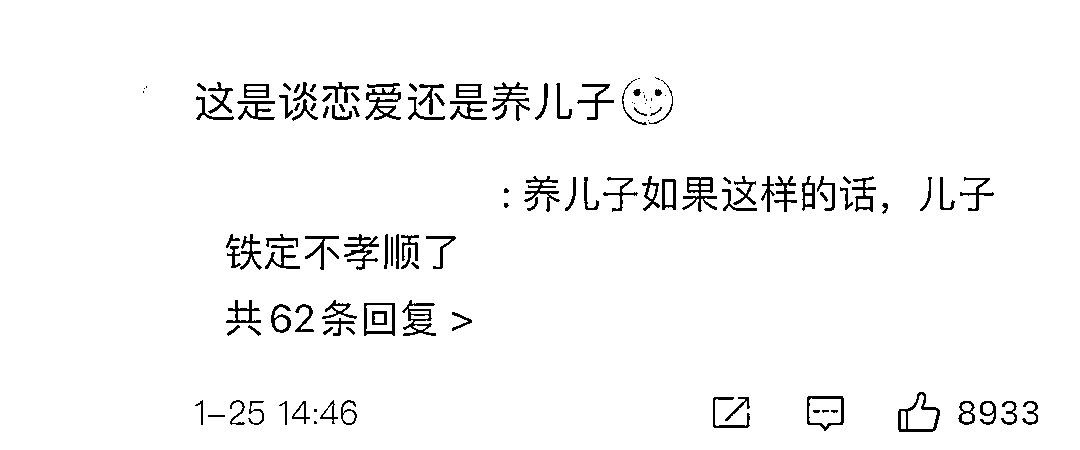 这是谈恋爱还是养儿子
: 养儿子如果这样的话，儿子
铁定不孝顺了
共62条回复 >
1-25 14:46
8933